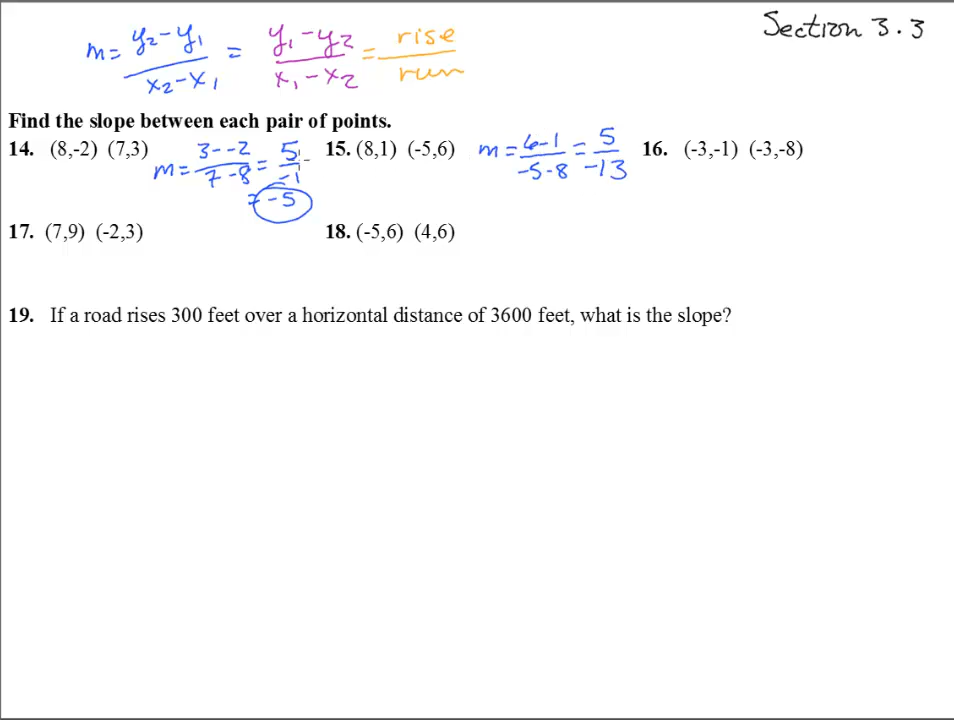 Section 3.3
m = y₂ - y₁ / x₂ - x₁ = y₁ - y₂ / x₁ - x₂ = rise / run
Find the slope between each pair of points.
14. (8,-2) (7,3) m = 3 - -2 / 7 - 8 = 5 / -1 = -5
15. (8,1) (-5,6) m = 6-1 / -5-8 = 5 / -13
16. (-3,-1) (-3,-8)
17. (7,9) (-2,3)
18. (-5,6) (4,6)
19. If a road rises 300 feet over a horizontal distance of 3600 feet, what is the slope?